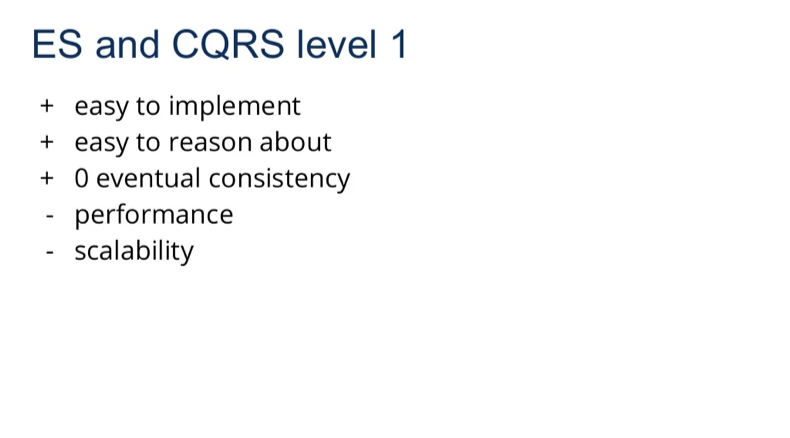 ES and CQRS level 1
+ easy to implement
+ easy to reason about
+ 0 eventual consistency
- performance
- scalability